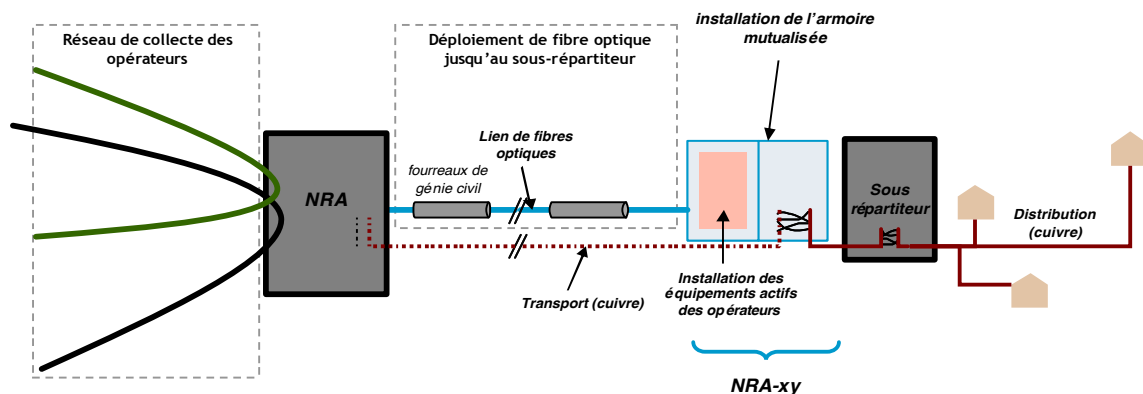 Réseau de collecte des
opérateurs
Déploiement de fibre optique
jusqu’au sous-répartiteur
installation de l’armoire
mutualisée
Lien de fibres
optiques
fourreaux de
génie civil
NRA
Sous
répartiteur
Distribution
(cuivre)
Transport (cuivre)
Installation des
équipements actifs
des opérateurs
NRA-xy